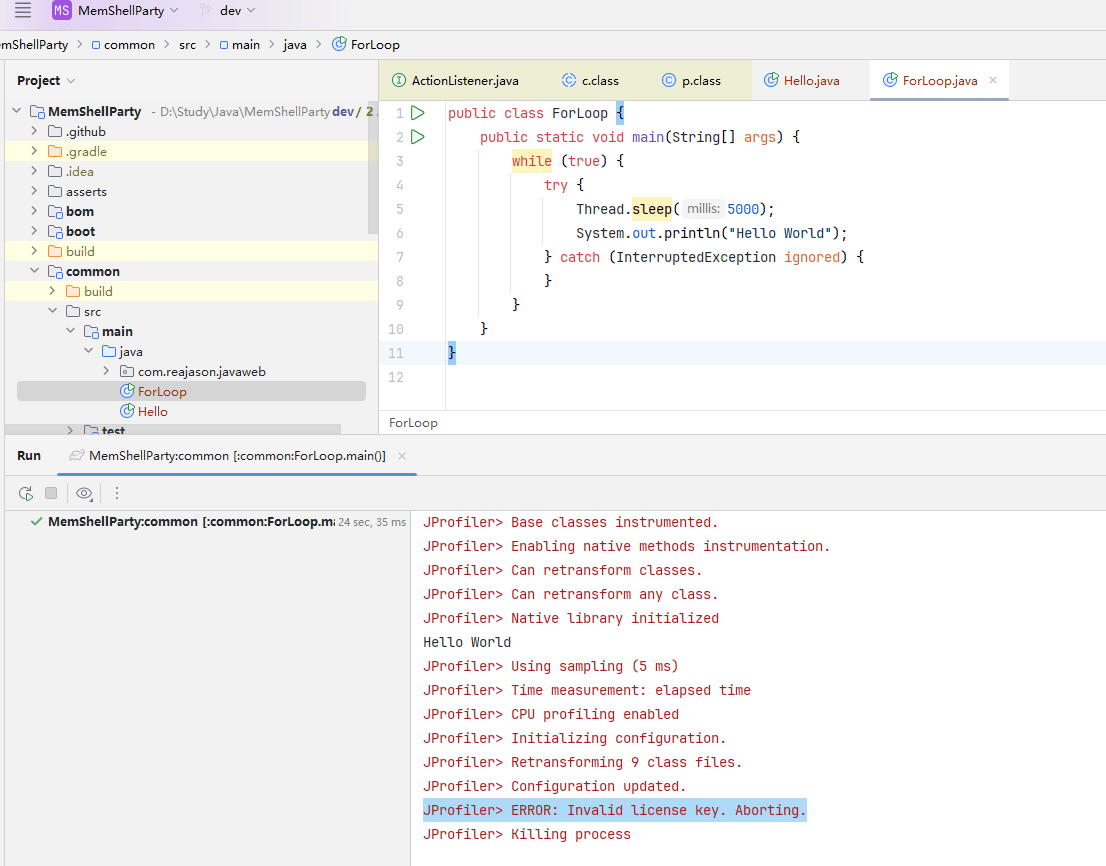 MS MemShellParty dev
emShellParty common src main java ForLoop
Project
ActionListener.java c.class p.class Hello.java ForLoop.java
MemShellParty - D:\Study\Java\MemShellParty dev / 2
.github
.gradle
.idea
asserts
bom
boot
build
common
build
src
main
java
com.reajason.javaweb
ForLoop
Hello
test
1 public class ForLoop {
2 public static void main(String[] args) {
3 while (true) {
4 try {
5 Thread.sleep( millis: 5000);
6 System.out.println("Hello World");
7 } catch (InterruptedException ignored) {
8 }
9 }
10 }
11 }
12
ForLoop
Run MemShellParty:common [:common:ForLoop.main()]
MemShellParty:common [:common:ForLoop.ma 24 sec, 35 ms
JProfiler> Base classes instrumented.
JProfiler> Enabling native methods instrumentation.
JProfiler> Can retransform classes.
JProfiler> Can retransform any class.
JProfiler> Native library initialized
Hello World
JProfiler> Using sampling (5 ms)
JProfiler> Time measurement: elapsed time
JProfiler> CPU profiling enabled
JProfiler> Initializing configuration.
JProfiler> Retransforming 9 class files.
JProfiler> Configuration updated.
JProfiler> ERROR: Invalid license key. Aborting.
JProfiler> Killing process